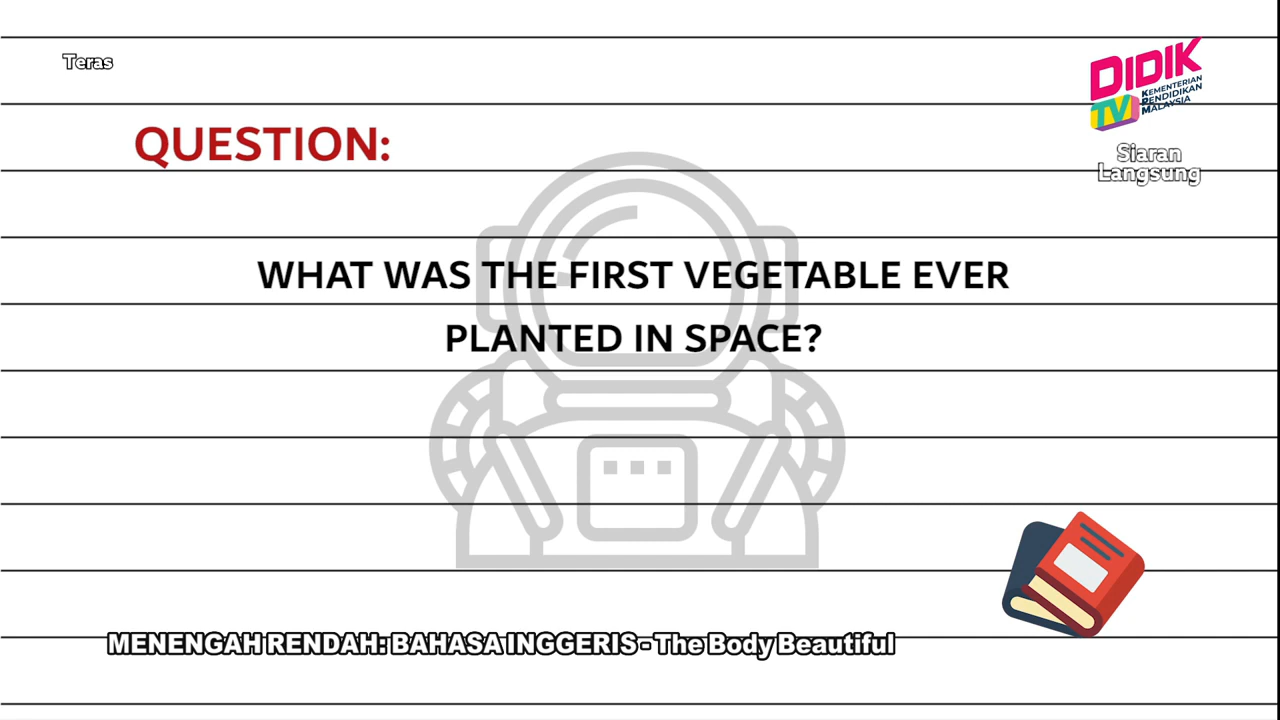 Teras
DIDIK
TV
KEMENTERIAN
PENDIDIKAN
MALAYSIA
Siaran
Langsung
QUESTION:
WHAT WAS THE FIRST VEGETABLE EVER
PLANTED IN SPACE?
MENENGAH RENDAH: BAHASA INGGERIS - The Body Beautiful